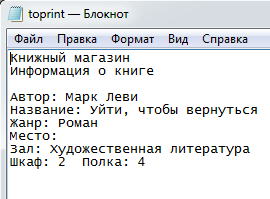 toprint — Блокнот
Файл Правка Формат Вид Справка
Книжный магазин
Информация о книге

Автор: Марк Леви
Название: Уйти, чтобы вернуться
Жанр: Роман
Место:
Зал: Художественная литература
Шкаф: 2  Полка: 4